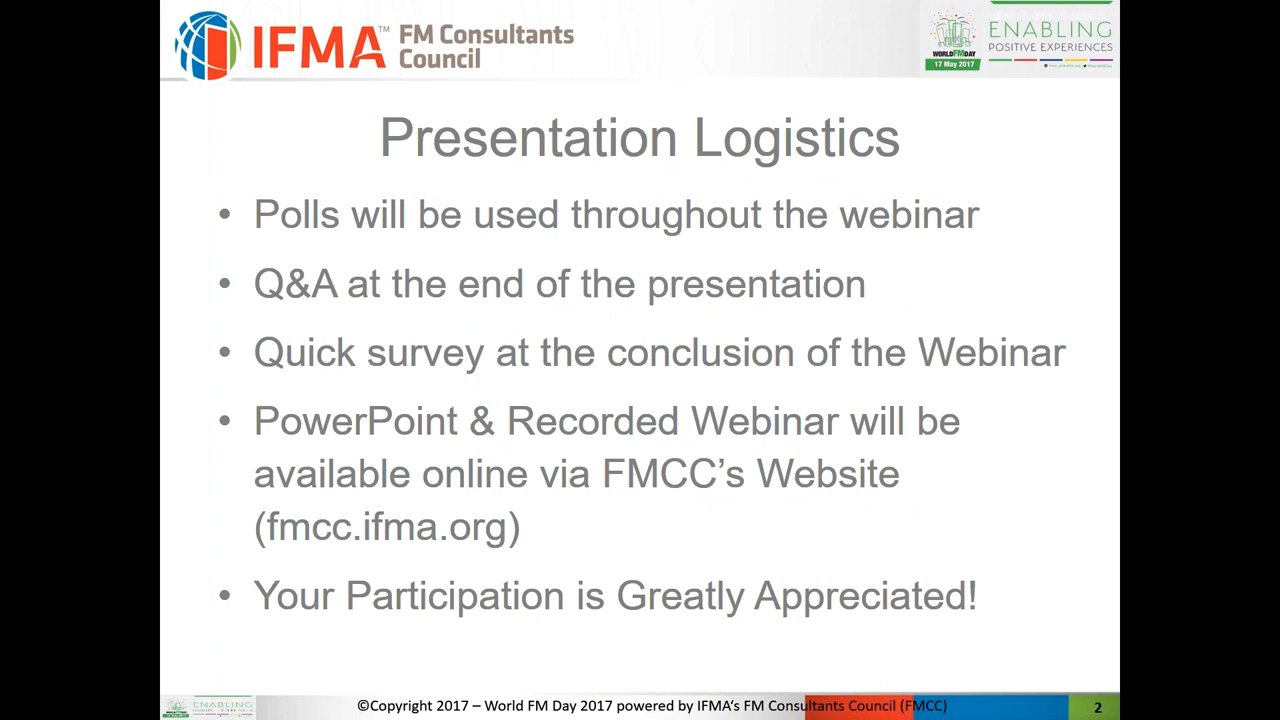 IFMA™ FM Consultants
Council
WORLD FM DAY
17 May 2017
ENABLING
POSITIVE EXPERIENCES
Presentation Logistics
• Polls will be used throughout the webinar
• Q&A at the end of the presentation
• Quick survey at the conclusion of the Webinar
• PowerPoint & Recorded Webinar will be
available online via FMCC’s Website
(fmcc.ifma.org)
• Your Participation is Greatly Appreciated!
ENABLING
©Copyright 2017 – World FM Day 2017 powered by IFMA‘s FM Consultants Council (FMCC)
2